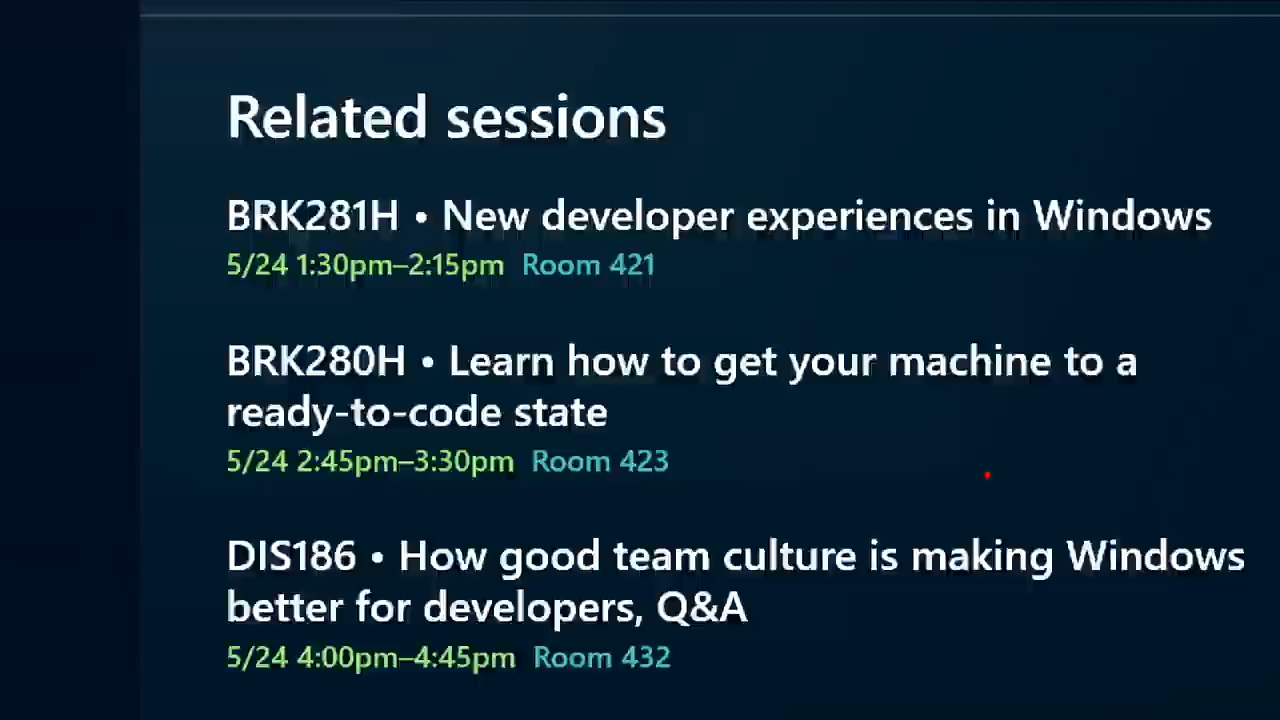 Related sessions
BRK281H • New developer experiences in Windows
5/24 1:30pm–2:15pm Room 421
BRK280H • Learn how to get your machine to a
ready-to-code state
5/24 2:45pm–3:30pm Room 423
DIS186 • How good team culture is making Windows
better for developers, Q&A
5/24 4:00pm–4:45pm Room 432